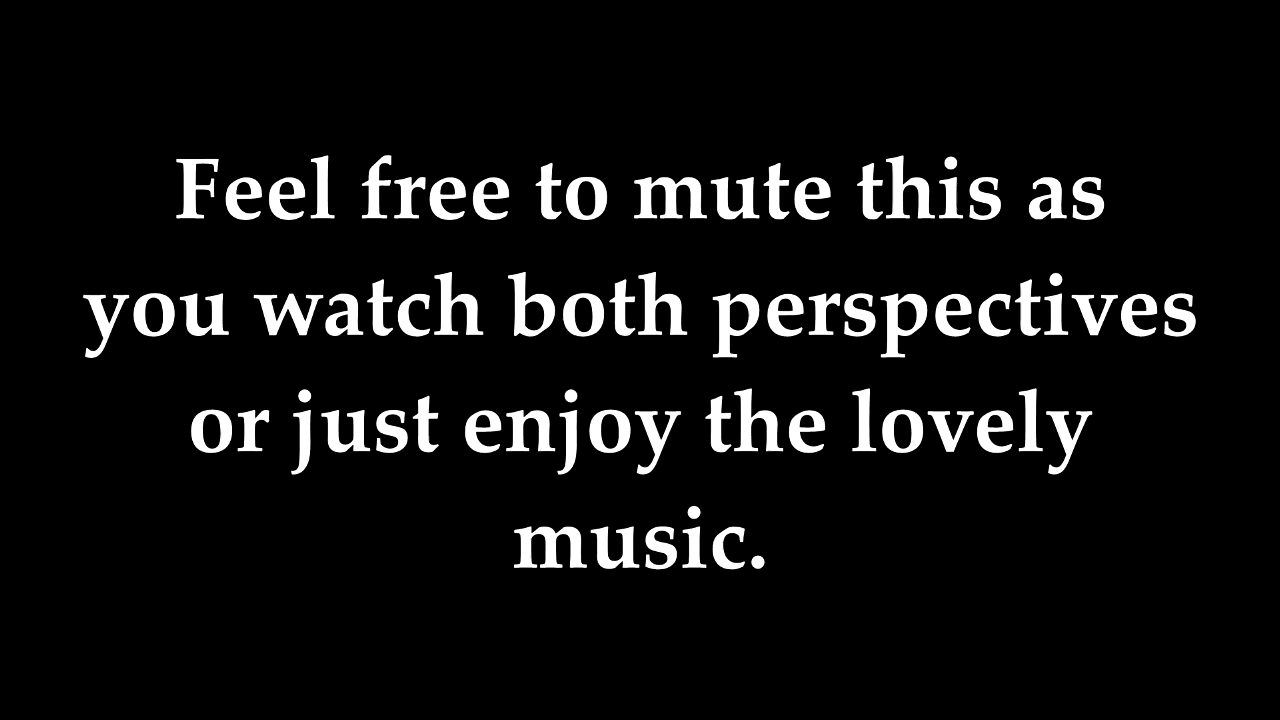 Feel free to mute this as
you watch both perspectives
or just enjoy the lovely
music.